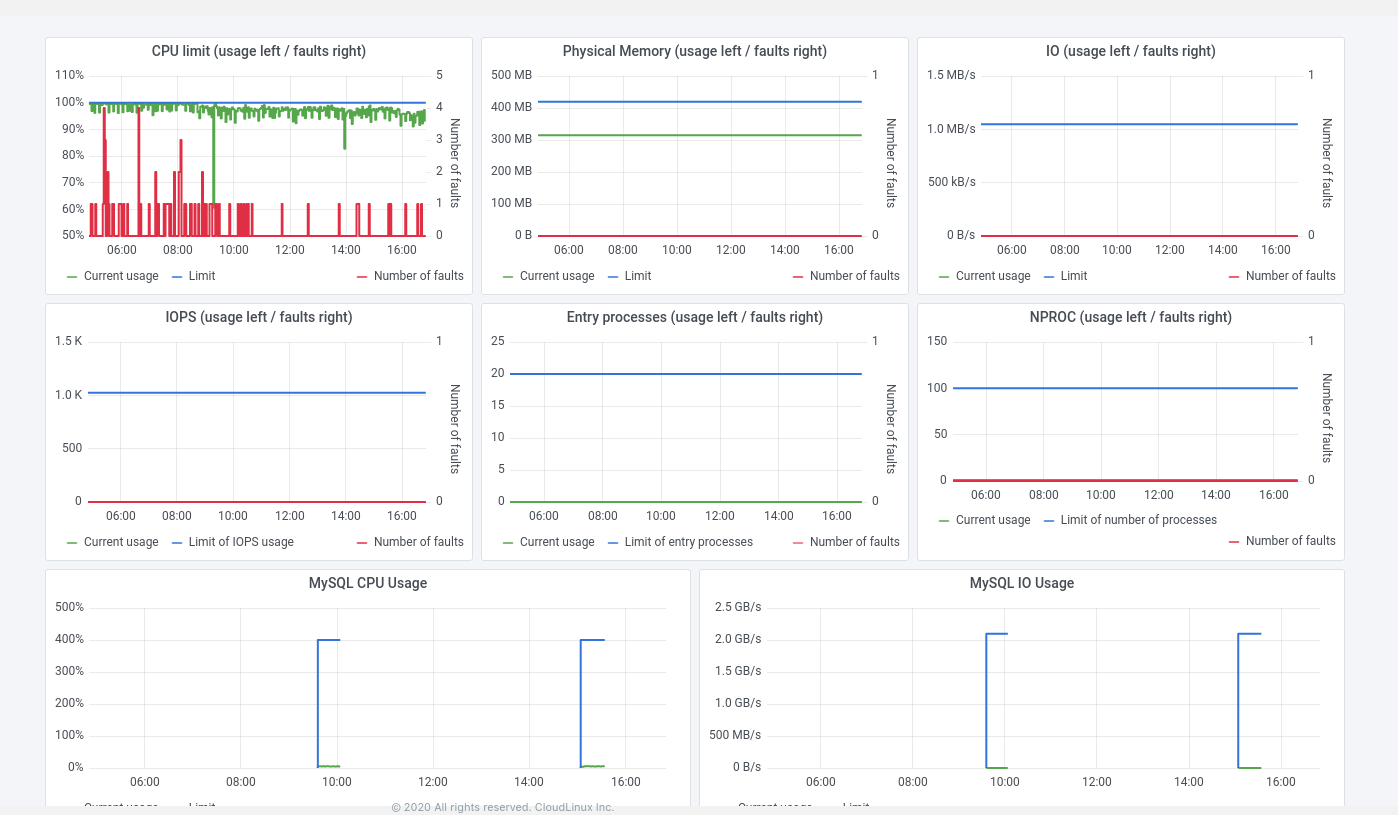 CPU limit (usage left / faults right)
110%
100%
90%
80%
70%
60%
50%
5
4
3
2
1
0
Number of faults
06:00 08:00 10:00 12:00 14:00 16:00
Current usage Limit Number of faults
Physical Memory (usage left / faults right)
500 MB
400 MB
300 MB
200 MB
100 MB
0 B
1
0
Number of faults
06:00 08:00 10:00 12:00 14:00 16:00
Current usage Limit Number of faults
IO (usage left / faults right)
1.5 MB/s
1.0 MB/s
500 kB/s
0 B/s
1
0
Number of faults
06:00 08:00 10:00 12:00 14:00 16:00
Current usage Limit Number of faults
IOPS (usage left / faults right)
1.5 K
1.0 K
500
0
1
0
Number of faults
06:00 08:00 10:00 12:00 14:00 16:00
Current usage Limit of IOPS usage Number of faults
Entry processes (usage left / faults right)
25
20
15
10
5
0
1
0
Number of faults
06:00 08:00 10:00 12:00 14:00 16:00
Current usage Limit of entry processes Number of faults
NPROC (usage left / faults right)
150
100
50
0
1
0
Number of faults
06:00 08:00 10:00 12:00 14:00 16:00
Current usage Limit of number of processes
Number of faults
MySQL CPU Usage
500%
400%
300%
200%
100%
0%
06:00 08:00 10:00 12:00 14:00 16:00
Current usage Limit
MySQL IO Usage
2.5 GB/s
2.0 GB/s
1.5 GB/s
1.0 GB/s
500 MB/s
0 B/s
06:00 08:00 10:00 12:00 14:00 16:00
Current usage Limit
© 2020 All rights reserved. CloudLinux Inc.